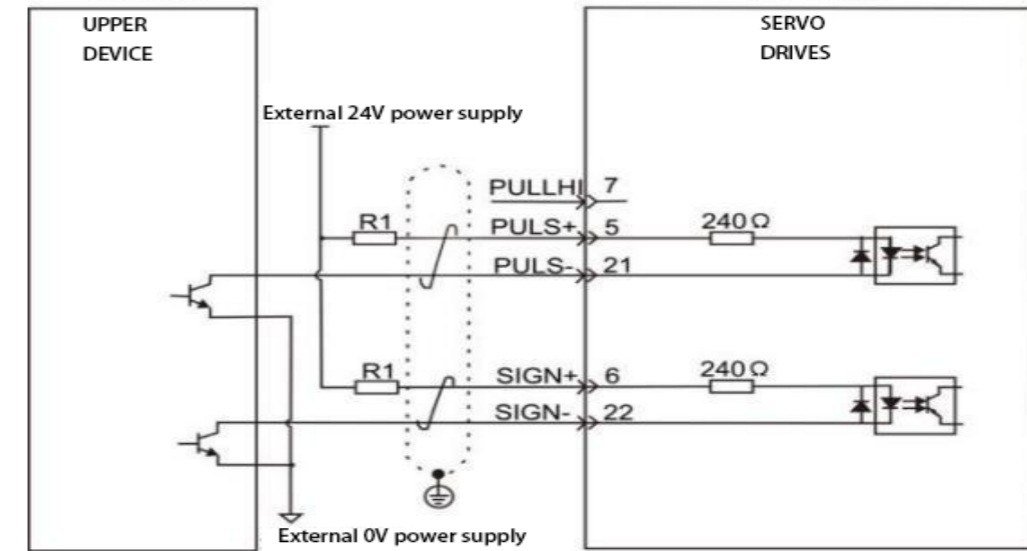 UPPER
DEVICE
SERVO
DRIVES
External 24V power supply
PULLHI 7
R1 PULS+ 5 240Ω
PULS- 21
R1 SIGN+ 6 240Ω
SIGN- 22
External 0V power supply